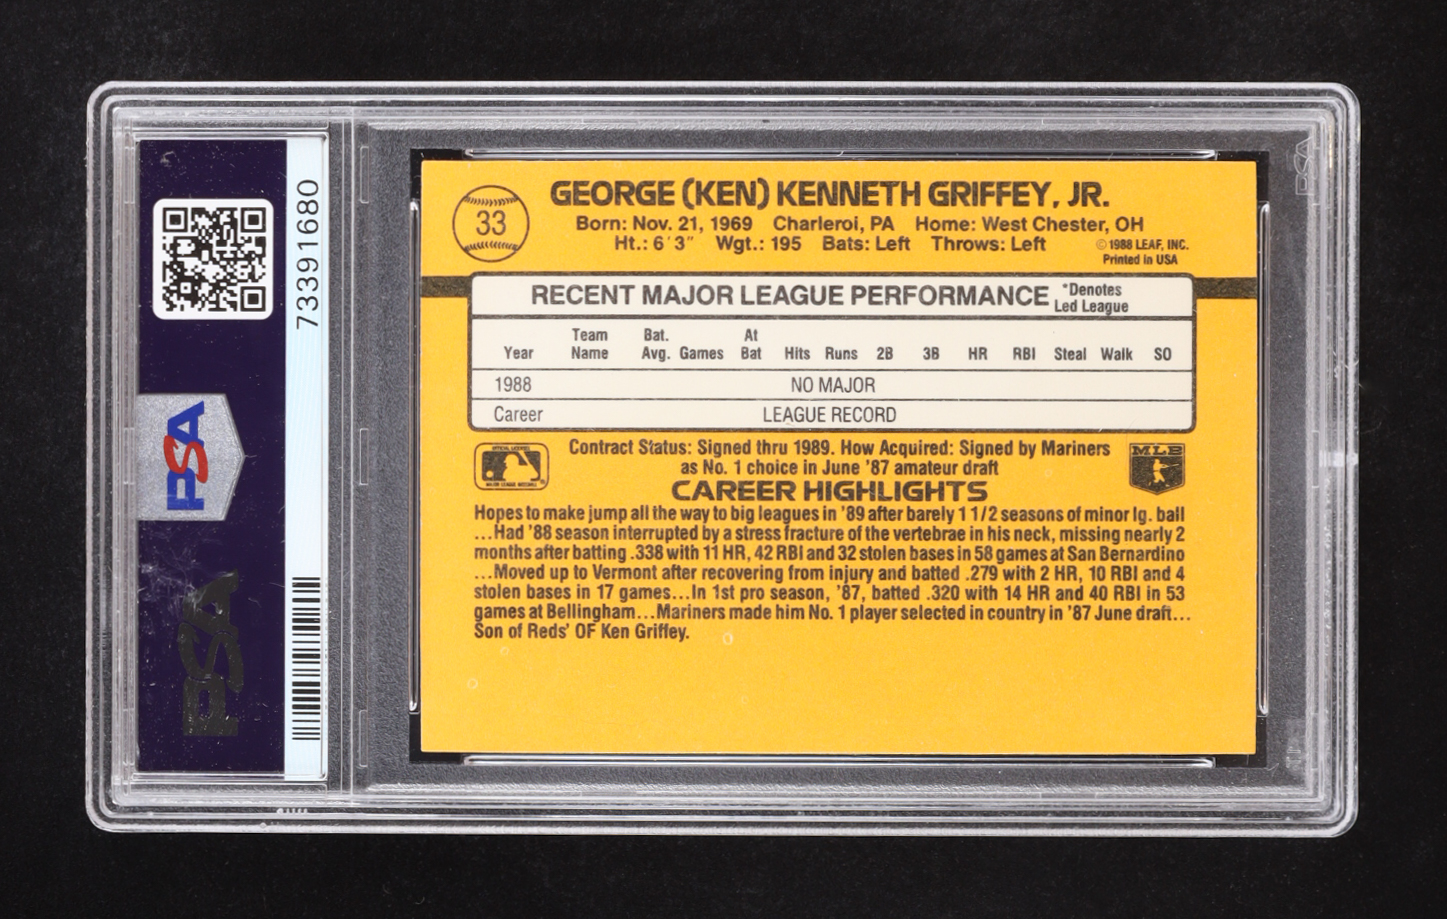 73391680
PSA
PSA
PSA
33
GEORGE (KEN) KENNETH GRIFFEY, JR.
Born: Nov. 21, 1969 Charleroi, PA Home: West Chester, OH
Ht.: 6'3" Wgt.: 195 Bats: Left Throws: Left
© 1988 LEAF, INC.
Printed in USA
RECENT MAJOR LEAGUE PERFORMANCE
*Denotes
Led League
Year Team Name Bat. Avg. Games At Bat Hits Runs 2B 3B HR RBI Steal Walk SO
1988 NO MAJOR
Career LEAGUE RECORD
Contract Status: Signed thru 1989. How Acquired: Signed by Mariners
as No. 1 choice in June '87 amateur draft
MLB
CAREER HIGHLIGHTS
Hopes to make jump all the way to big leagues in '89 after barely 1 1/2 seasons of minor lg. ball
...Had '88 season interrupted by a stress fracture of the vertebrae in his neck, missing nearly 2
months after batting .338 with 11 HR, 42 RBI and 32 stolen bases in 58 games at San Bernardino
...Moved up to Vermont after recovering from injury and batted .279 with 2 HR, 10 RBI and 4
stolen bases in 17 games...In 1st pro season, '87, batted .320 with 14 HR and 40 RBI in 53
games at Bellingham...Mariners made him No. 1 player selected in country in '87 June draft...
Son of Reds' OF Ken Griffey.